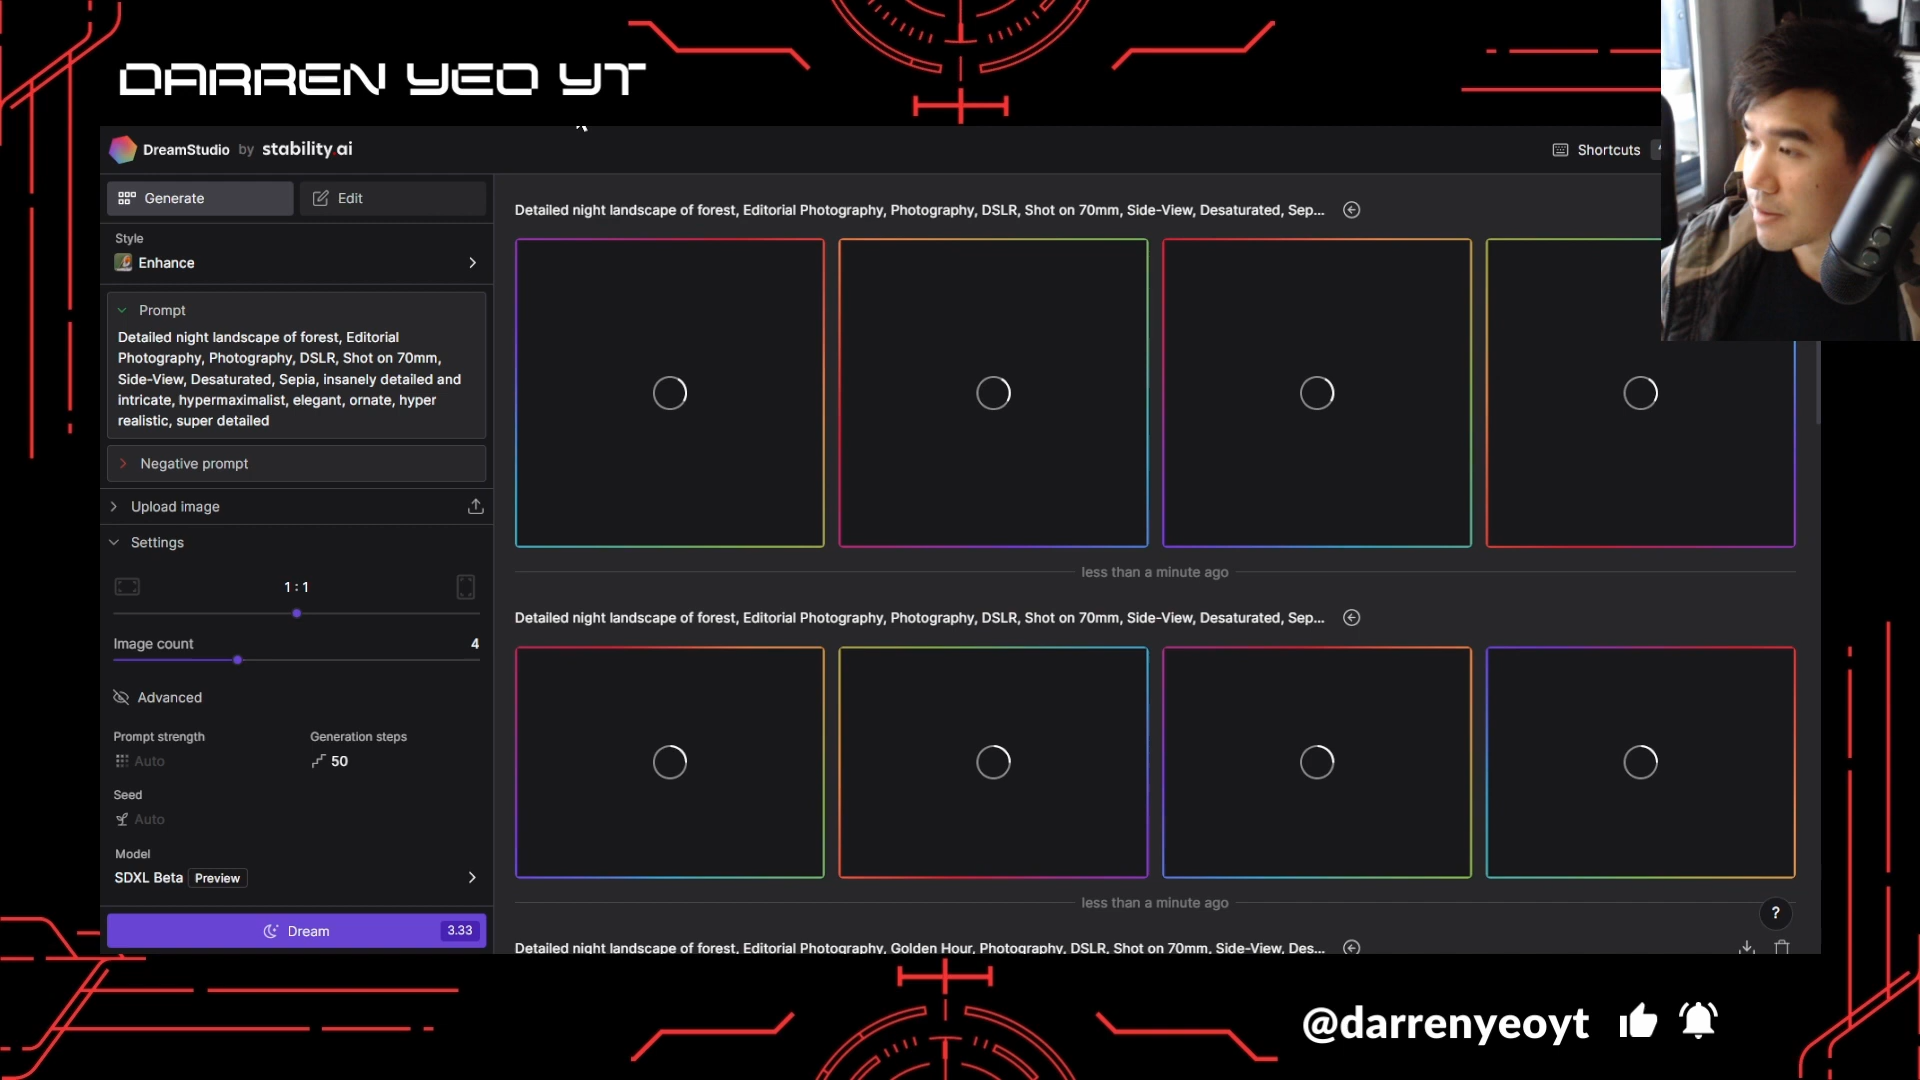 DARREN YEO YT
DreamStudio by stability.ai
Shortcuts
Generate
Edit
Style
Enhance
Prompt
Detailed night landscape of forest, Editorial
Photography, Photography, DSLR, Shot on 70mm,
Side-View, Desaturated, Sepia, insanely detailed and
intricate, hypermaximalist, elegant, ornate, hyper
realistic, super detailed
Negative prompt
Upload image
Settings
1 : 1
Image count
4
Advanced
Prompt strength
Generation steps
Auto
50
Seed
Auto
Model
SDXL Beta Preview
Dream
3.33
Detailed night landscape of forest, Editorial Photography, Photography, DSLR, Shot on 70mm, Side-View, Desaturated, Sep...
less than a minute ago
Detailed night landscape of forest, Editorial Photography, Photography, DSLR, Shot on 70mm, Side-View, Desaturated, Sep...
less than a minute ago
?
Detailed night landscape of forest, Editorial Photography, Golden Hour, Photography, DSLR, Shot on 70mm, Side-View, Des...
@darrenyeoyt